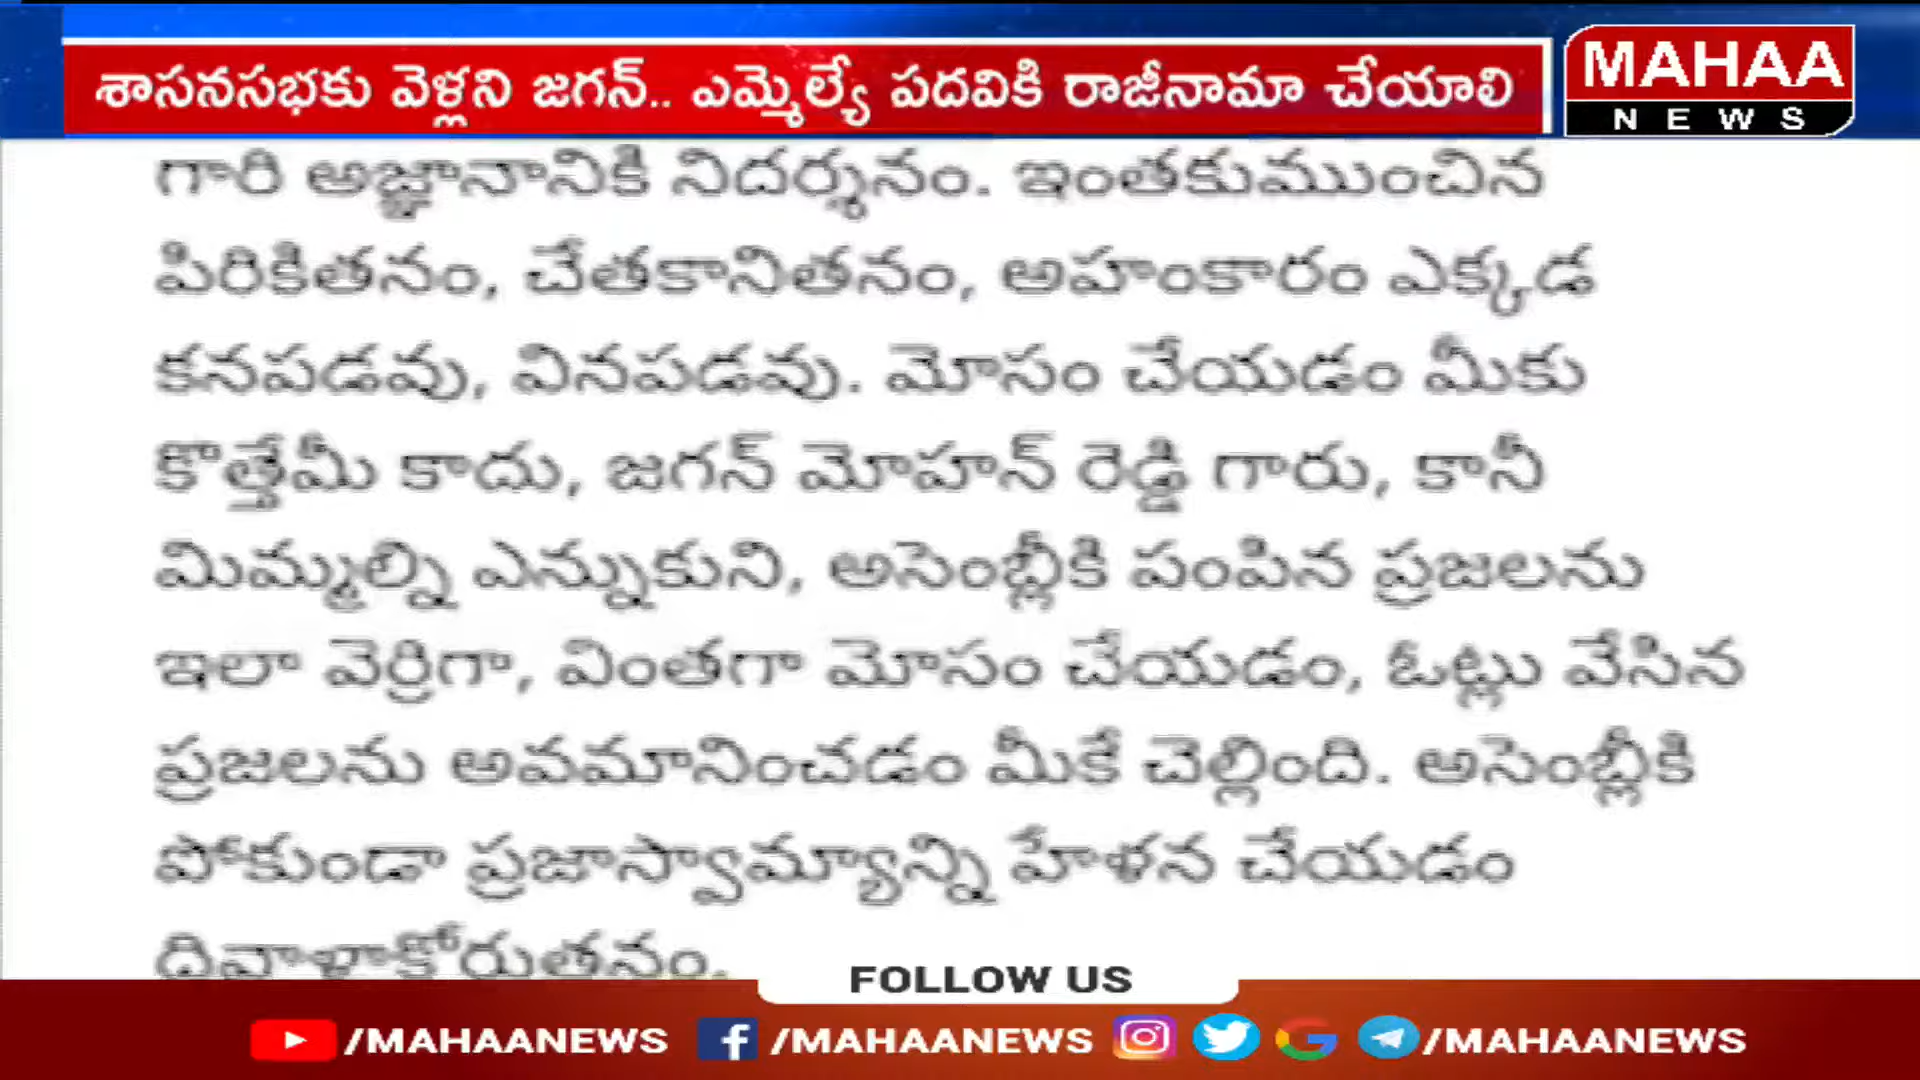 శాసనసభకు వెళ్లని జగన్.. ఎమ్మెల్యే పదవికి రాజీనామా చేయాలి
MAHAA
NEWS
గారి అజ్ఞానానికి నిదర్శనం. ఇంతకుముంచిన
పిరికితనం, చేతకానితనం, అహంకారం ఎక్కడ
కనపడవు, వినపడవు. మోసం చేయడం మీకు
కొత్తేమీ కాదు, జగన్ మోహన్ రెడ్డి గారు, కానీ
మిమ్మల్ని ఎన్నుకుని, అసెంబ్లీకి పంపిన ప్రజలను
ఇలా వెర్రిగా, వింతగా మోసం చేయడం, ఓట్లు వేసిన
ప్రజలను అవమానించడం మీకే చెల్లింది. అసెంబ్లీకి
పోకుండా ప్రజాస్వామ్యాన్ని హేళన చేయడం
దివాళాకోరుతనం.
FOLLOW US
/MAHAANEWS /MAHAANEWS /MAHAANEWS